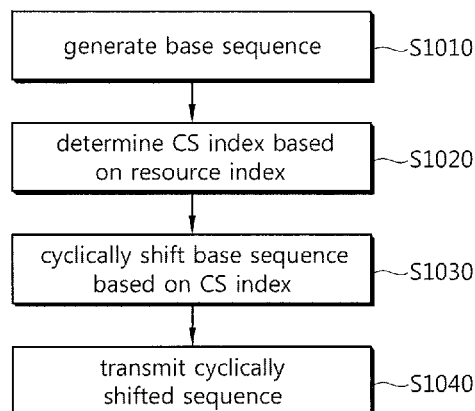 generate base sequence
S1010
determine CS index based
on resource index
S1020
cyclically shift base sequence
based on CS index
S1030
transmit cyclically
shifted sequence
S1040